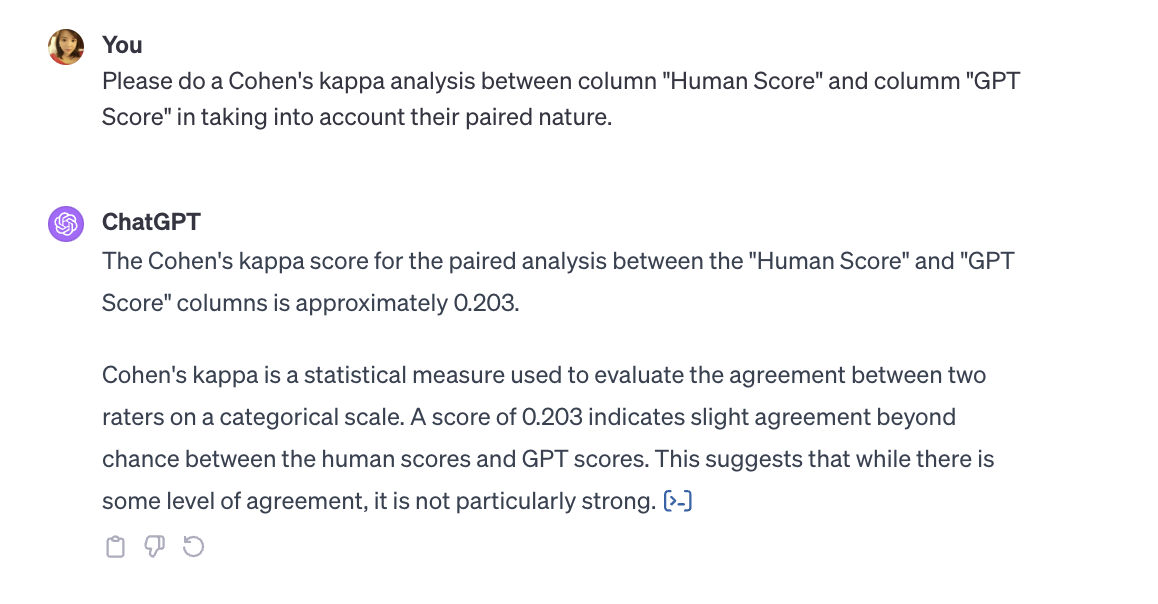 You
Please do a Cohen's kappa analysis between column "Human Score" and columm "GPT
Score" in taking into account their paired nature.
ChatGPT
The Cohen's kappa score for the paired analysis between the "Human Score" and "GPT
Score" columns is approximately 0.203.
Cohen's kappa is a statistical measure used to evaluate the agreement between two
raters on a categorical scale. A score of 0.203 indicates slight agreement beyond
chance between the human scores and GPT scores. This suggests that while there is
some level of agreement, it is not particularly strong. [>-]